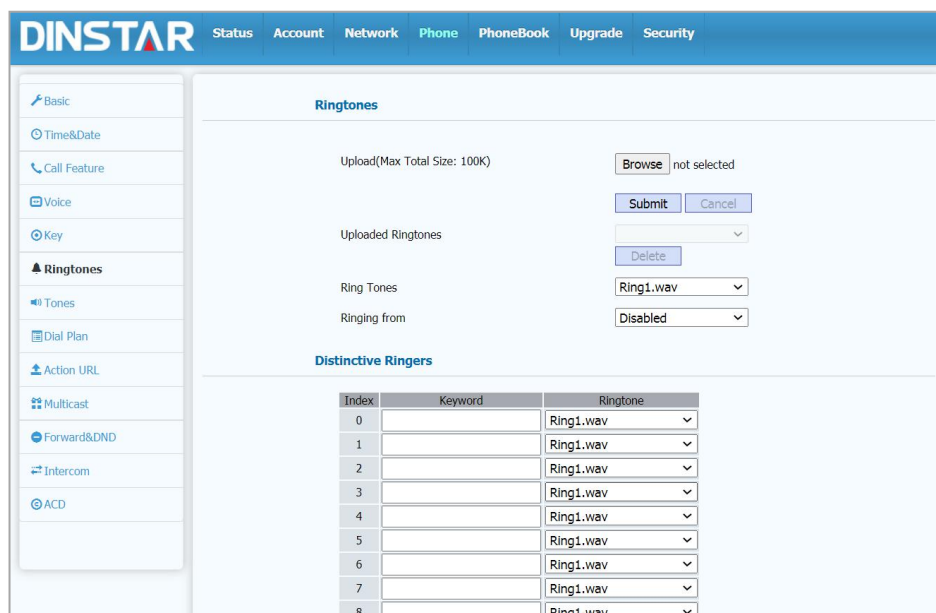 DINSTAR Status Account Network Phone PhoneBook Upgrade Security
Basic
Time&Date
Call Feature
Voice
Key
Ringtones
Tones
Dial Plan
Action URL
Multicast
Forward&DND
Intercom
ACD
Ringtones
Upload(Max Total Size: 100K) Browse not selected
Submit Cancel
Uploaded Ringtones
Delete
Ring Tones Ring1.wav
Ringing from Disabled
Distinctive Ringers
Index Keyword Ringtone
0 Ring1.wav
1 Ring1.wav
2 Ring1.wav
3 Ring1.wav
4 Ring1.wav
5 Ring1.wav
6 Ring1.wav
7 Ring1.wav
8 Ring1.wav